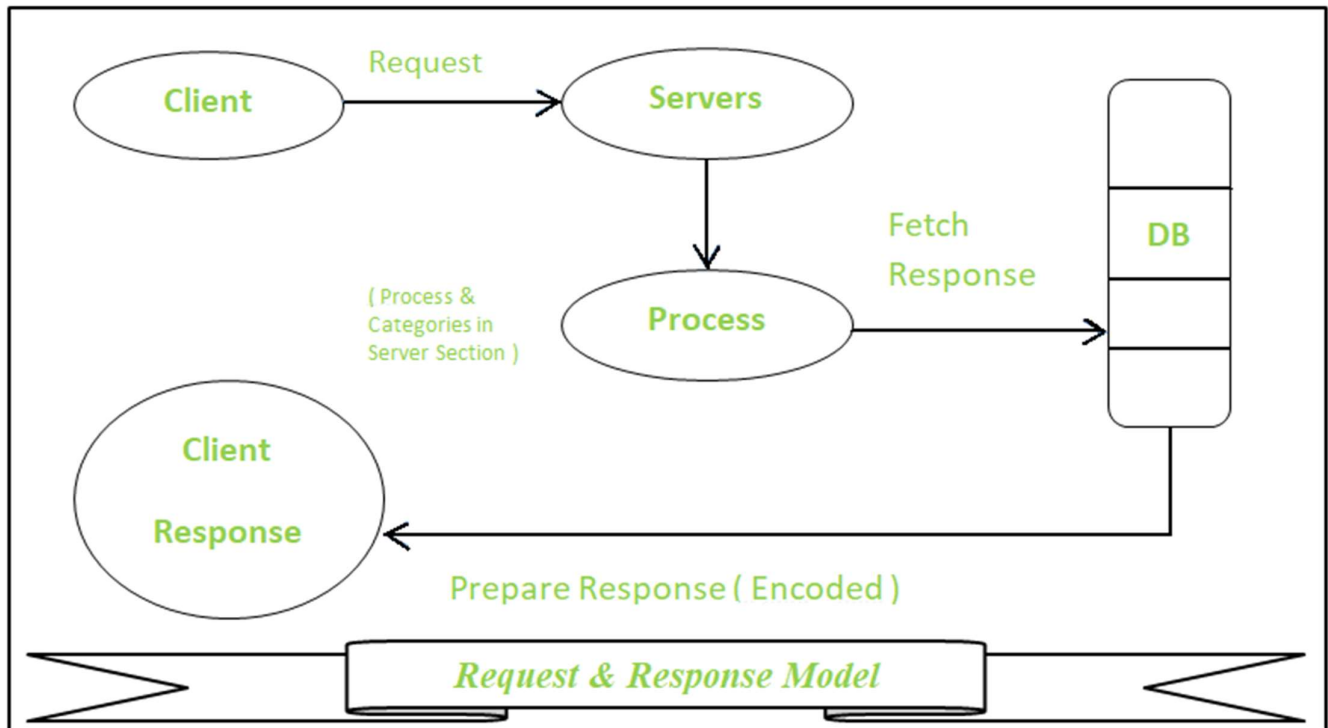 Request
Client
Servers
Fetch
Response
DB
( Process &
Categories in
Server Section )
Process
Client
Response
Prepare Response ( Encoded )
Request & Response Model